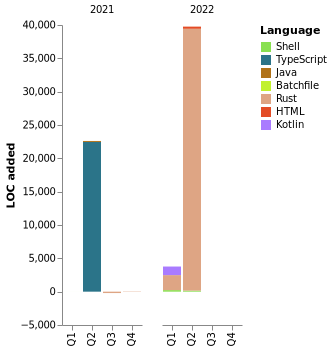 2021
2022
LOC added
40,000
35,000
30,000
25,000
20,000
15,000
10,000
5,000
0
−5,000
Q1
Q2
Q3
Q4
Q1
Q2
Q3
Q4
Language
Shell
TypeScript
Java
Batchfile
Rust
HTML
Kotlin